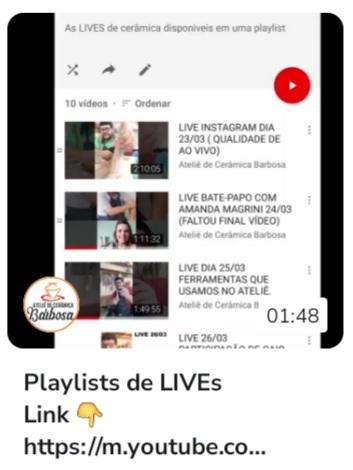 As LIVES de cerâmica disponiveis em uma playlist
10 vídeos · Ordenar
LIVE INSTAGRAM DIA
23/03 ( QUALIDADE DE
AO VIVO)
Ateliê de Cerâmica Barbosa
2:10:05
LIVE BATE-PAPO COM
AMANDA MAGRINI 24/03
(FALTOU FINAL VÍDEO)
Ateliê de Cerâmica Barbosa
1:11:32
LIVE DIA 25/03
FERRAMENTAS QUE
USAMOS NO ATELIÊ.
Ateliê de Cerâmica B
1:49:55
ATELIÊ DE CERÂMICA
Barbosa
01:48
LIVE 26/03
LIVE 26/03
Playlists de LIVEs
Link 👇
https://m.youtube.co...